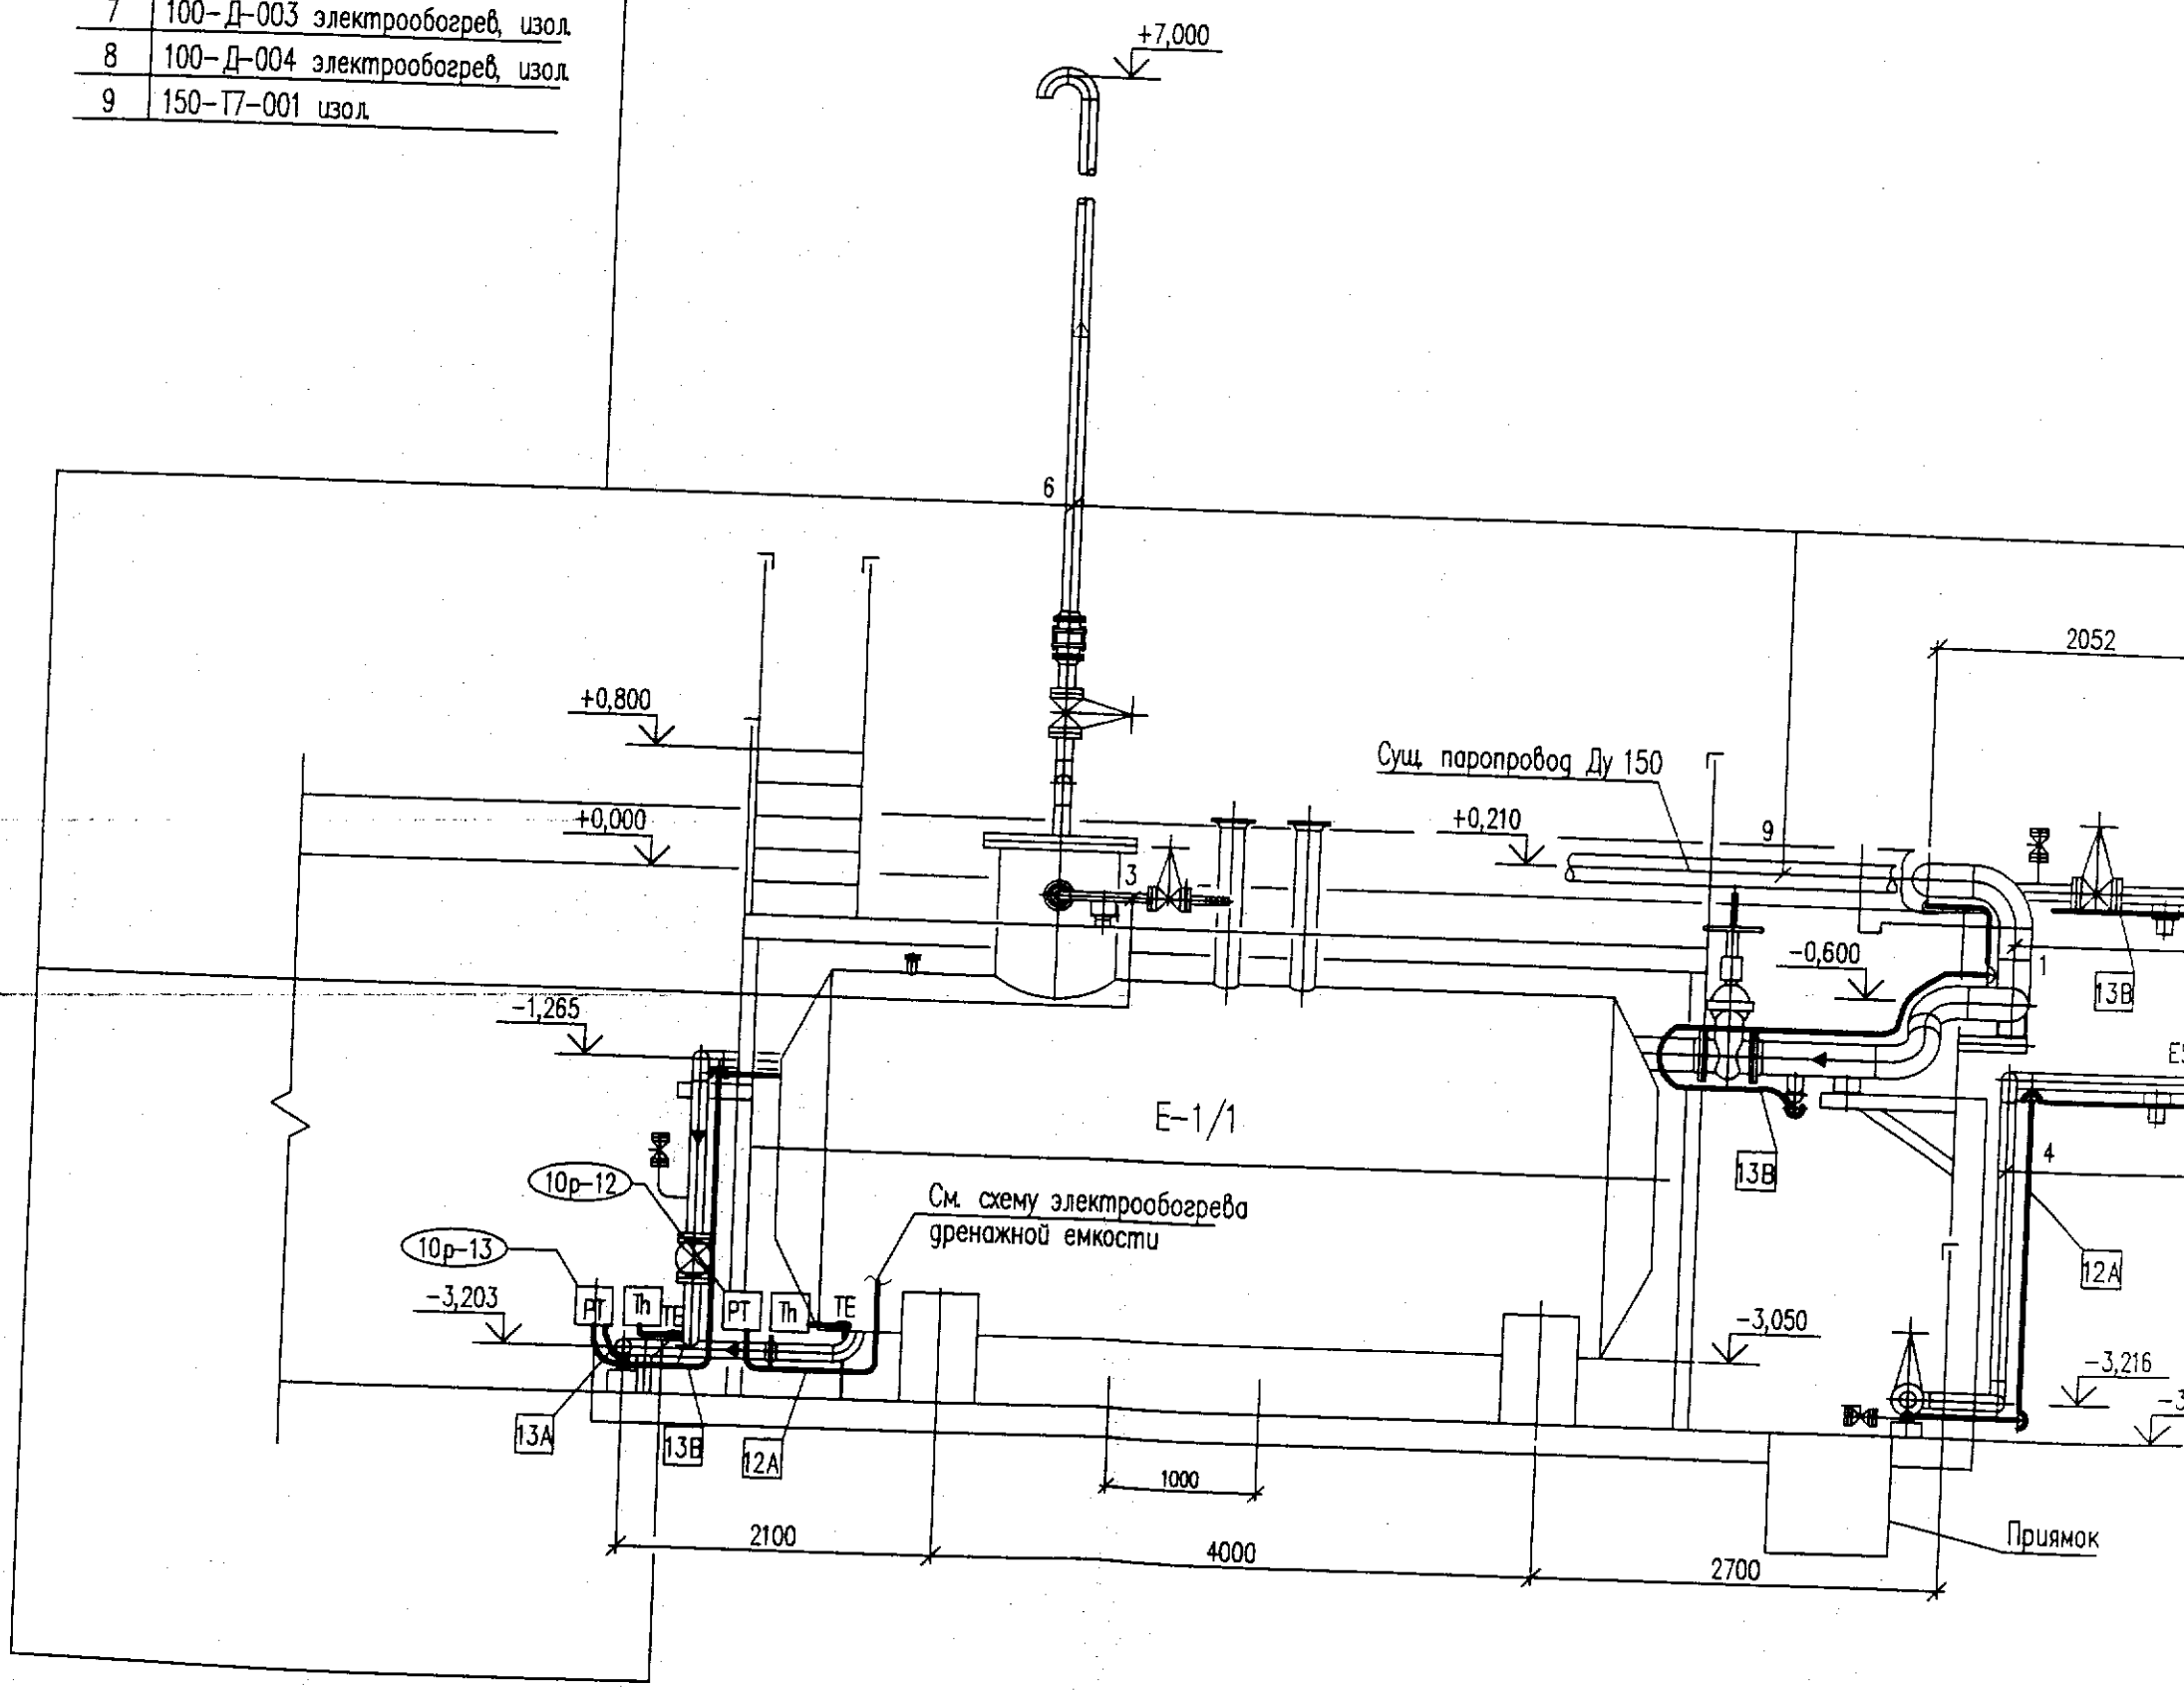 7 100-Д-003 электрообогрев, изол.
8 100-Д-004 электрообогрев, изол.
9 150-Т7-001 изол.
+7,000
6
2052
+0,800
Сущ. паропровод Ду 150
+0,000
+0,210
9
3
-0,600
1
13В
-1,265
Е-1/1
13В
4
10р-12
См. схему электрообогрева
дренажной емкости
10р-13
12А
-3,203
РТ
Th
ТЕ
РТ
Th
ТЕ
-3,050
-3,216
13А
13В
12А
1000
2100
4000
2700
Приямок